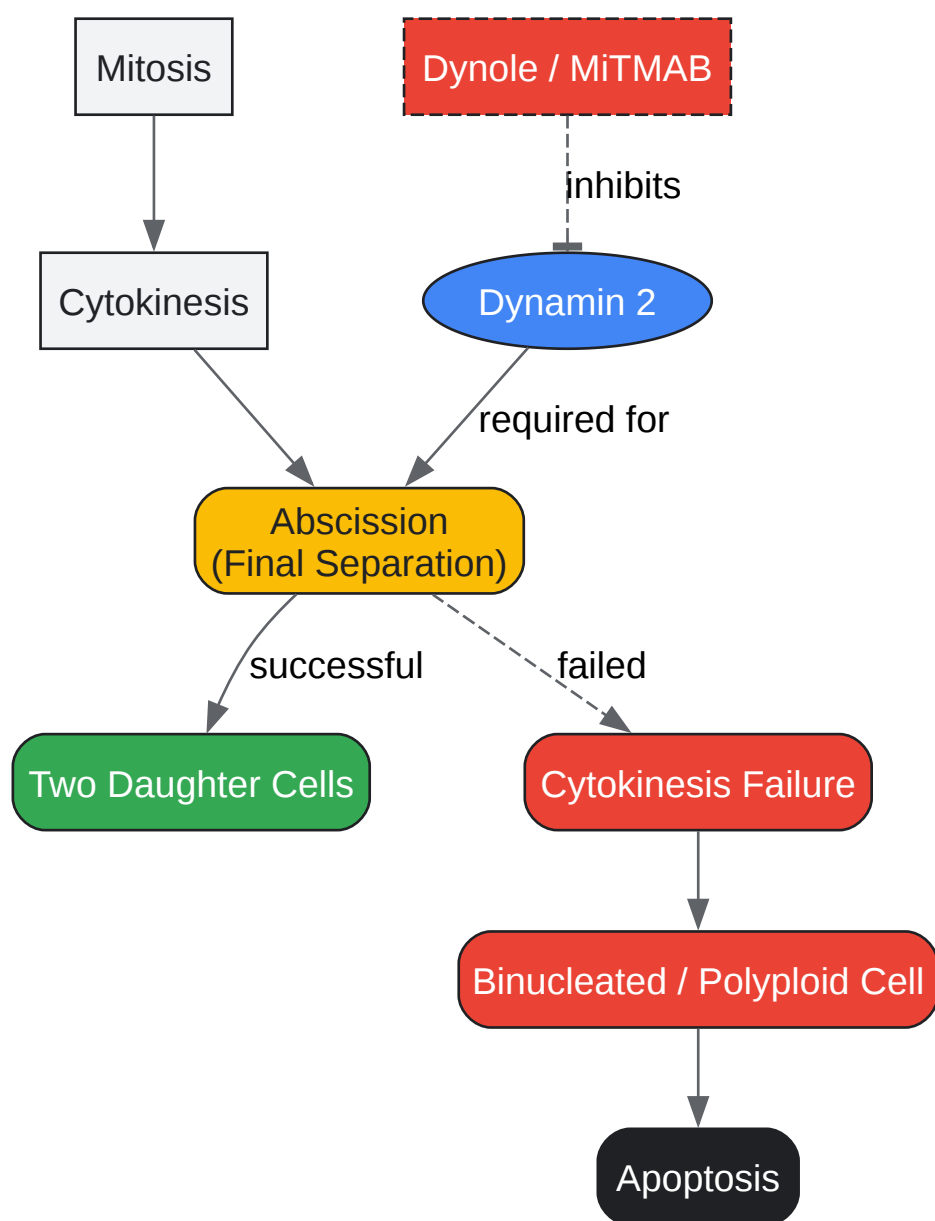 Mitosis
Dynole / MiTMAB
inhibits
Cytokinesis
Dynamin 2
required for
Abscission
(Final Separation)
successful
failed
Two Daughter Cells
Cytokinesis Failure
Binucleated / Polyploid Cell
Apoptosis